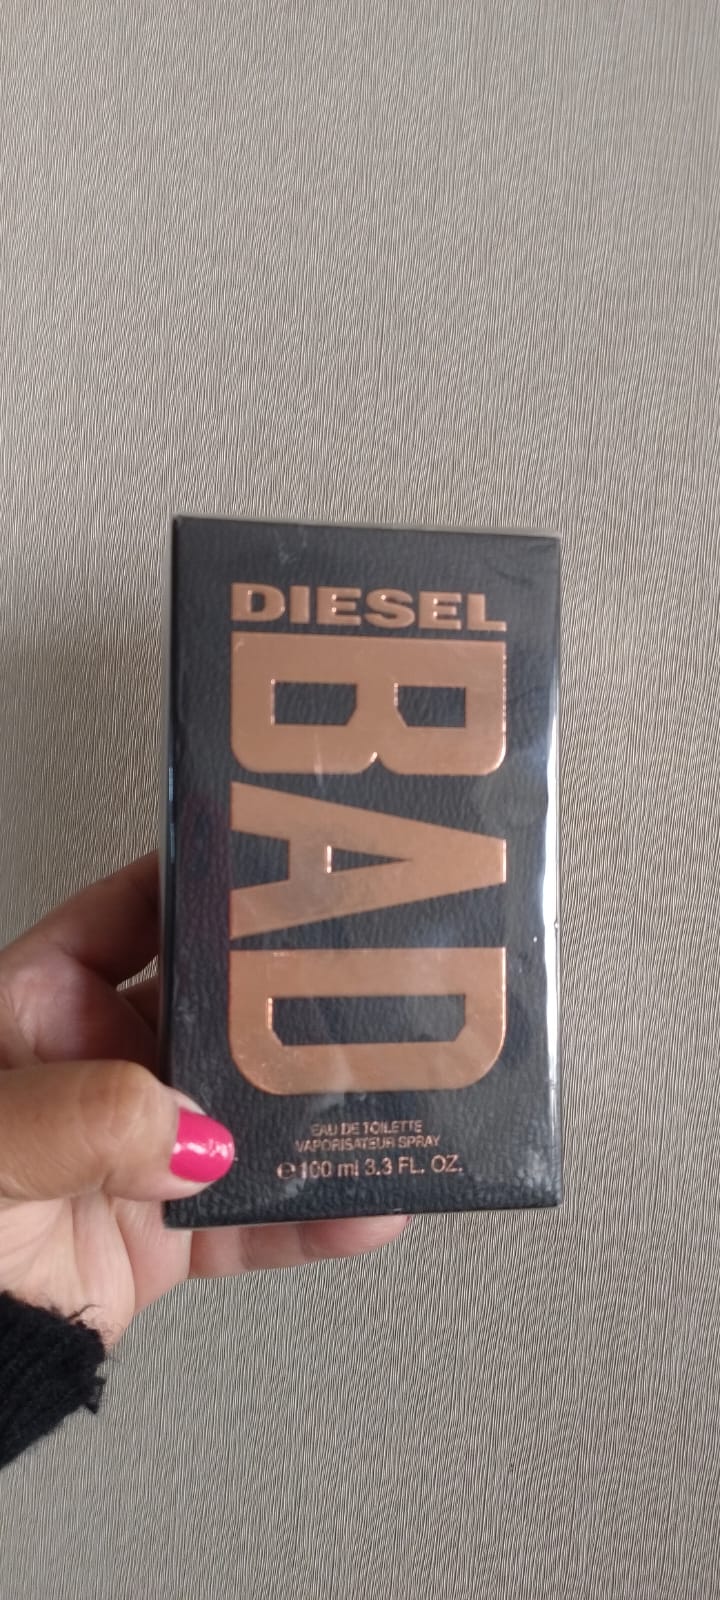 DIESEL
BAD
EAU DE TOILETTE
VAPORISATEUR SPRAY
℮ 100 ml 3.3 FL. OZ.